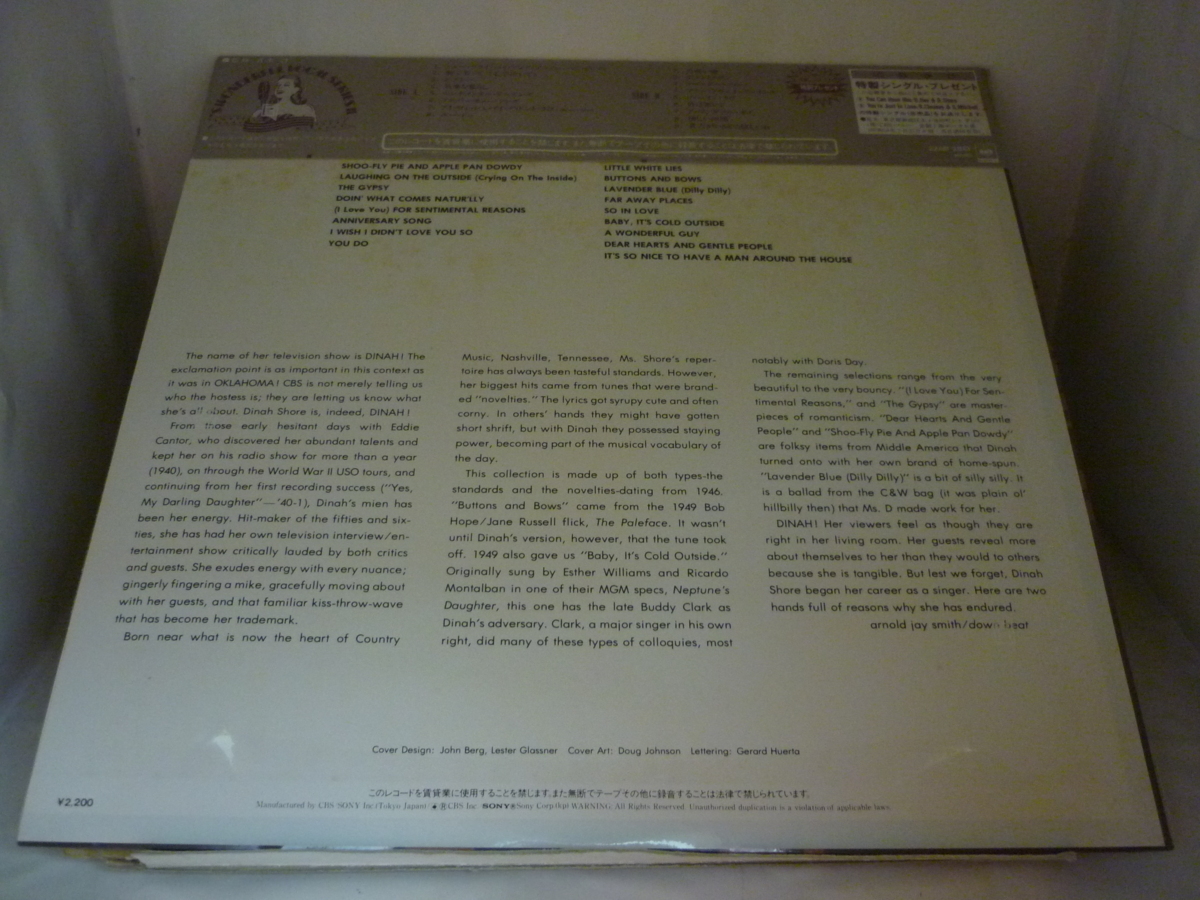 SIDE 1
SIDE 2
特製シングル・プレゼント
SHOO-FLY PIE AND APPLE PAN DOWDY
LAUGHING ON THE OUTSIDE (Crying On The Inside)
THE GYPSY
DOIN' WHAT COMES NATUR'LLY
(I Love You) FOR SENTIMENTAL REASONS
ANNIVERSARY SONG
I WISH I DIDN'T LOVE YOU SO
YOU DO
LITTLE WHITE LIES
BUTTONS AND BOWS
LAVENDER BLUE (Dilly Dilly)
FAR AWAY PLACES
SO IN LOVE
BABY, IT'S COLD OUTSIDE
A WONDERFUL GUY
DEAR HEARTS AND GENTLE PEOPLE
IT'S SO NICE TO HAVE A MAN AROUND THE HOUSE
The name of her television show is DINAH! The
exclamation point is as important in this context as
it was in OKLAHOMA! CBS is not merely telling us
who the hostess is; they are letting us know what
she's all about. Dinah Shore is, indeed, DINAH!
From those early hesitant days with Eddie
Cantor, who discovered her abundant talents and
kept her on his radio show for more than a year
(1940), on through the World War II USO tours, and
continuing from her first recording success ("Yes,
My Darling Daughter"—'40-1), Dinah's mien has
been her energy. Hit-maker of the fifties and six-
ties, she has had her own television interview/en-
tertainment show critically lauded by both critics
and guests. She exudes energy with every nuance;
gingerly fingering a mike, gracefully moving about
with her guests, and that familiar kiss-throw-wave
that has become her trademark.
Born near what is now the heart of Country
Music, Nashville, Tennessee, Ms. Shore's reper-
toire has always been tasteful standards. However,
her biggest hits came from tunes that were brand-
ed "novelties." The lyrics got syrupy cute and often
corny. In others' hands they might have gotten
short shrift, but with Dinah they possessed staying
power, becoming part of the musical vocabulary of
the day.
This collection is made up of both types-the
standards and the novelties-dating from 1946.
"Buttons and Bows" came from the 1949 Bob
Hope/Jane Russell flick, The Paleface. It wasn't
until Dinah's version, however, that the tune took
off. 1949 also gave us "Baby, It's Cold Outside."
Originally sung by Esther Williams and Ricardo
Montalban in one of their MGM specs, Neptune's
Daughter, this one has the late Buddy Clark as
Dinah's adversary. Clark, a major singer in his own
right, did many of these types of colloquies, most
notably with Doris Day.
The remaining selections range from the very
beautiful to the very bouncy. "(I Love You) For Sen-
timental Reasons," and "The Gypsy" are master-
pieces of romanticism. "Dear Hearts And Gentle
People" and "Shoo-Fly Pie And Apple Pan Dowdy"
are folksy items from Middle America that Dinah
turned onto with her own brand of home-spun.
"Lavender Blue (Dilly Dilly)" is a bit of silly silly. It
is a ballad from the C&W bag (it was plain ol'
hillbilly then) that Ms. D made work for her.
DINAH! Her viewers feel as though they are
right in her living room. Her guests reveal more
about themselves to her than they would to others
because she is tangible. But lest we forget, Dinah
Shore began her career as a singer. Here are two
hands full of reasons why she has endured.
arnold jay smith/down beat
Cover Design: John Berg, Lester Glassner Cover Art: Doug Johnson Lettering: Gerard Huerta
このレコードを賃貸業に使用することを禁じます。また無断でテープその他に録音することは法律で禁じられています。
¥2,200
Manufactured by CBS/SONY Inc/Tokyo Japan/ CBS Inc. SONY Sony Corp WARNING: All Rights Reserved. Unauthorized duplication is a violation of applicable laws.